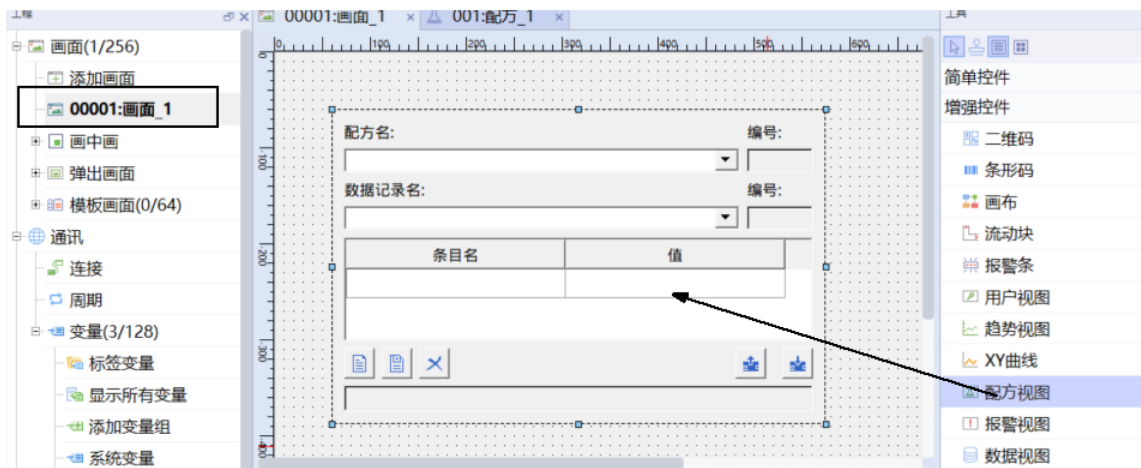 工程
画面(1/256)
添加画面
00001:画面_1
画中画
弹出画面
模板画面(0/64)
通讯
连接
周期
变量(3/128)
标签变量
显示所有变量
添加变量组
系统变量
00001:画面_1 ×
001:配方_1 ×
0 100 200 300 400 500 600
100
200
300
400
配方名:
编号:
数据记录名:
编号:
条目名
值
工具
简单控件
增强控件
二维码
条形码
画布
流动块
报警条
用户视图
趋势视图
XY曲线
配方视图
报警视图
数据视图